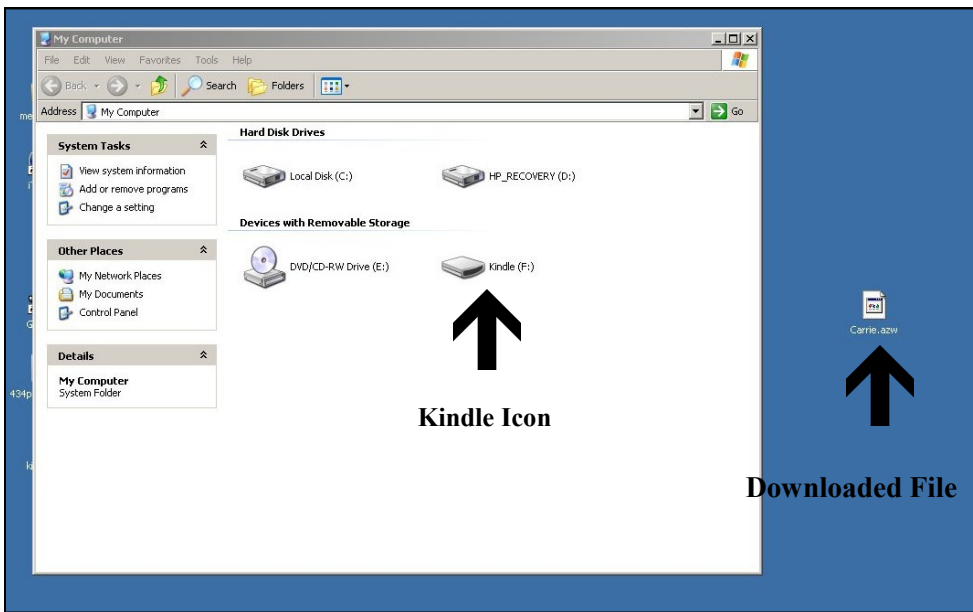 My Computer
File Edit View Favorites Tools Help
Back Search Folders
Address My Computer Go
System Tasks
View system information
Add or remove programs
Change a setting
Other Places
My Network Places
My Documents
Control Panel
Details
My Computer
System Folder
Hard Disk Drives
Local Disk (C:) HP_RECOVERY (D:)
Devices with Removable Storage
DVD/CD-RW Drive (E:) Kindle (F:)
Kindle Icon
Carrie.azw
Downloaded File